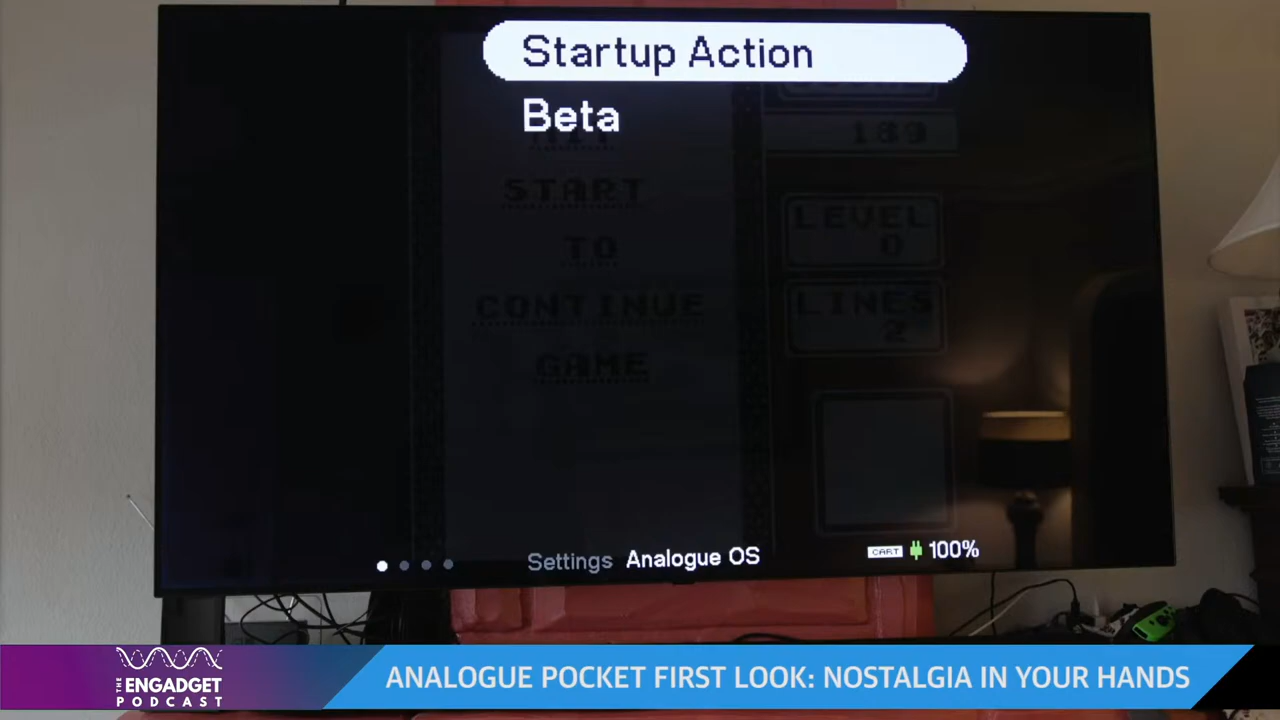 Startup Action
Beta
HIT
START
TO
CONTINUE
GAME
189
LEVEL
0
LINES
2
Settings Analogue OS
CART 100%
THE ENGADGET PODCAST
ANALOGUE POCKET FIRST LOOK: NOSTALGIA IN YOUR HANDS